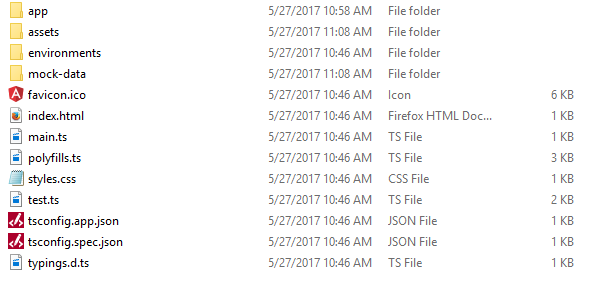 app 5/27/2017 10:58 AM File folder
assets 5/27/2017 11:08 AM File folder
environments 5/27/2017 10:46 AM File folder
mock-data 5/27/2017 11:08 AM File folder
favicon.ico 5/27/2017 10:46 AM Icon 6 KB
index.html 5/27/2017 10:46 AM Firefox HTML Doc... 1 KB
main.ts 5/27/2017 10:46 AM TS File 1 KB
polyfills.ts 5/27/2017 10:46 AM TS File 3 KB
styles.css 5/27/2017 10:46 AM CSS File 1 KB
test.ts 5/27/2017 10:46 AM TS File 2 KB
tsconfig.app.json 5/27/2017 10:46 AM JSON File 1 KB
tsconfig.spec.json 5/27/2017 10:46 AM JSON File 1 KB
typings.d.ts 5/27/2017 10:46 AM TS File 1 KB